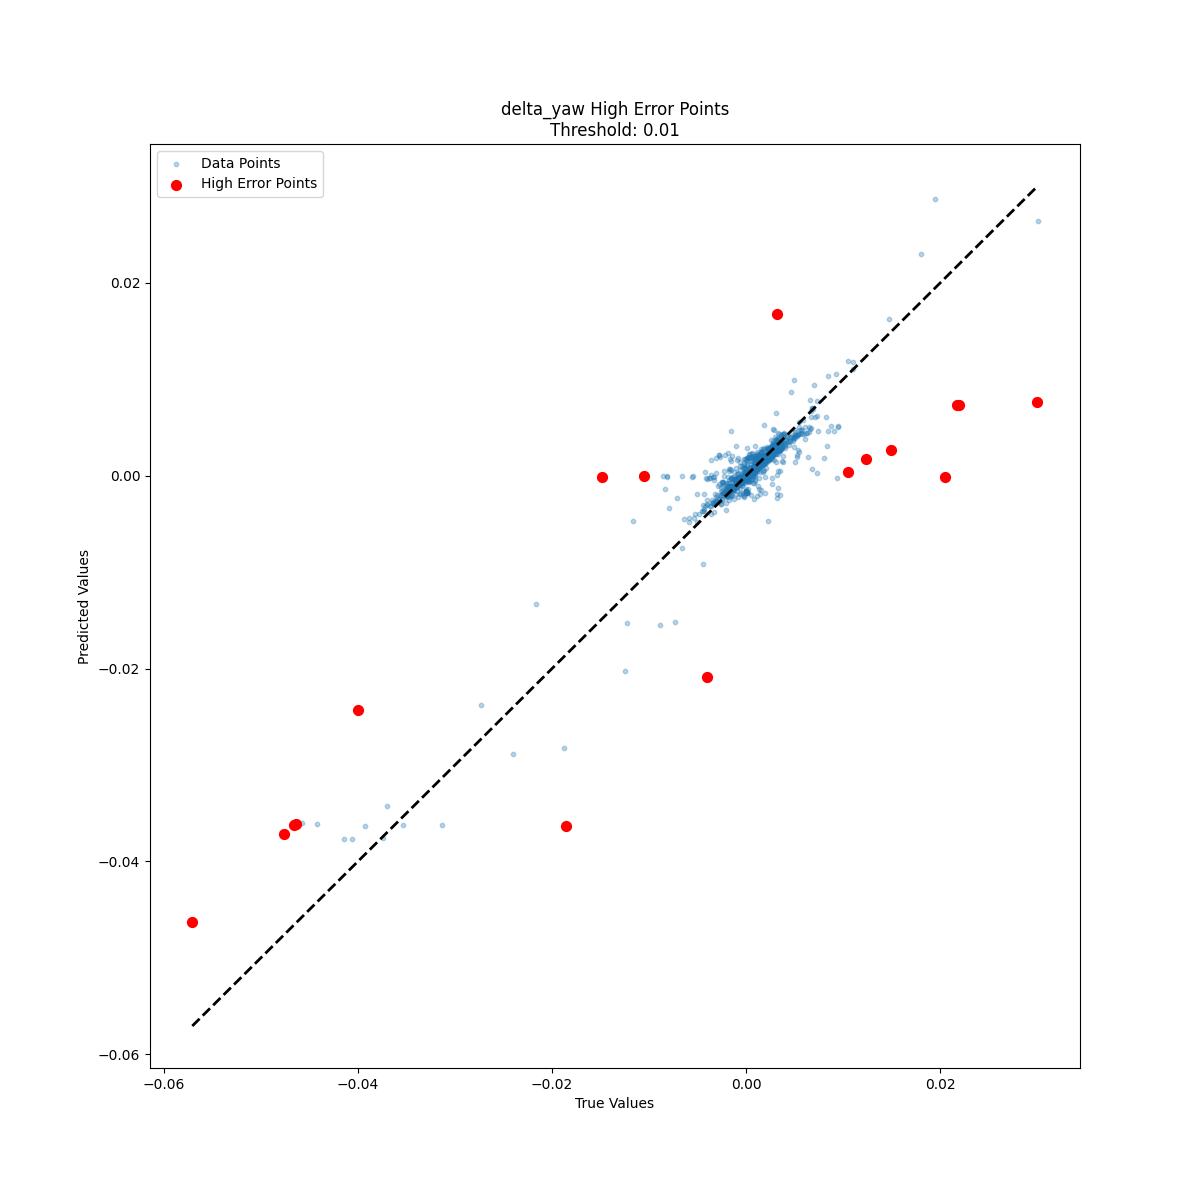 delta_yaw High Error Points
Threshold: 0.01
Data Points
High Error Points
0.02
0.00
−0.02
−0.04
−0.06
Predicted Values
−0.06
−0.04
−0.02
0.00
0.02
True Values